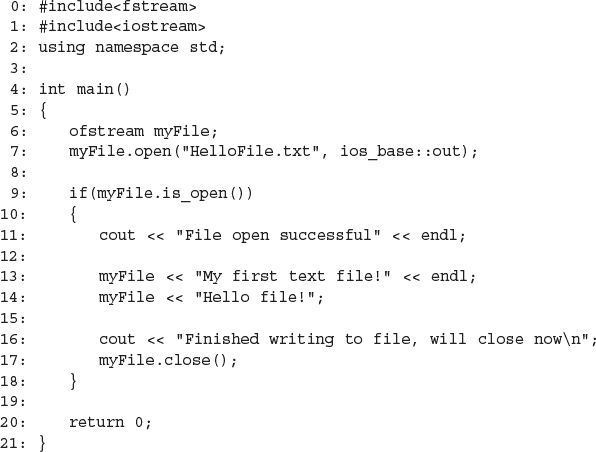 0: #include<fstream>
1: #include<iostream>
2: using namespace std;
3:
4: int main()
5: {
6:    ofstream myFile;
7:    myFile.open("HelloFile.txt", ios_base::out);
8:
9:    if(myFile.is_open())
10:    {
11:       cout << "File open successful" << endl;
12:
13:       myFile << "My first text file!" << endl;
14:       myFile << "Hello file!";
15:
16:       cout << "Finished writing to file, will close now\n";
17:       myFile.close();
18:    }
19:
20:    return 0;
21: }